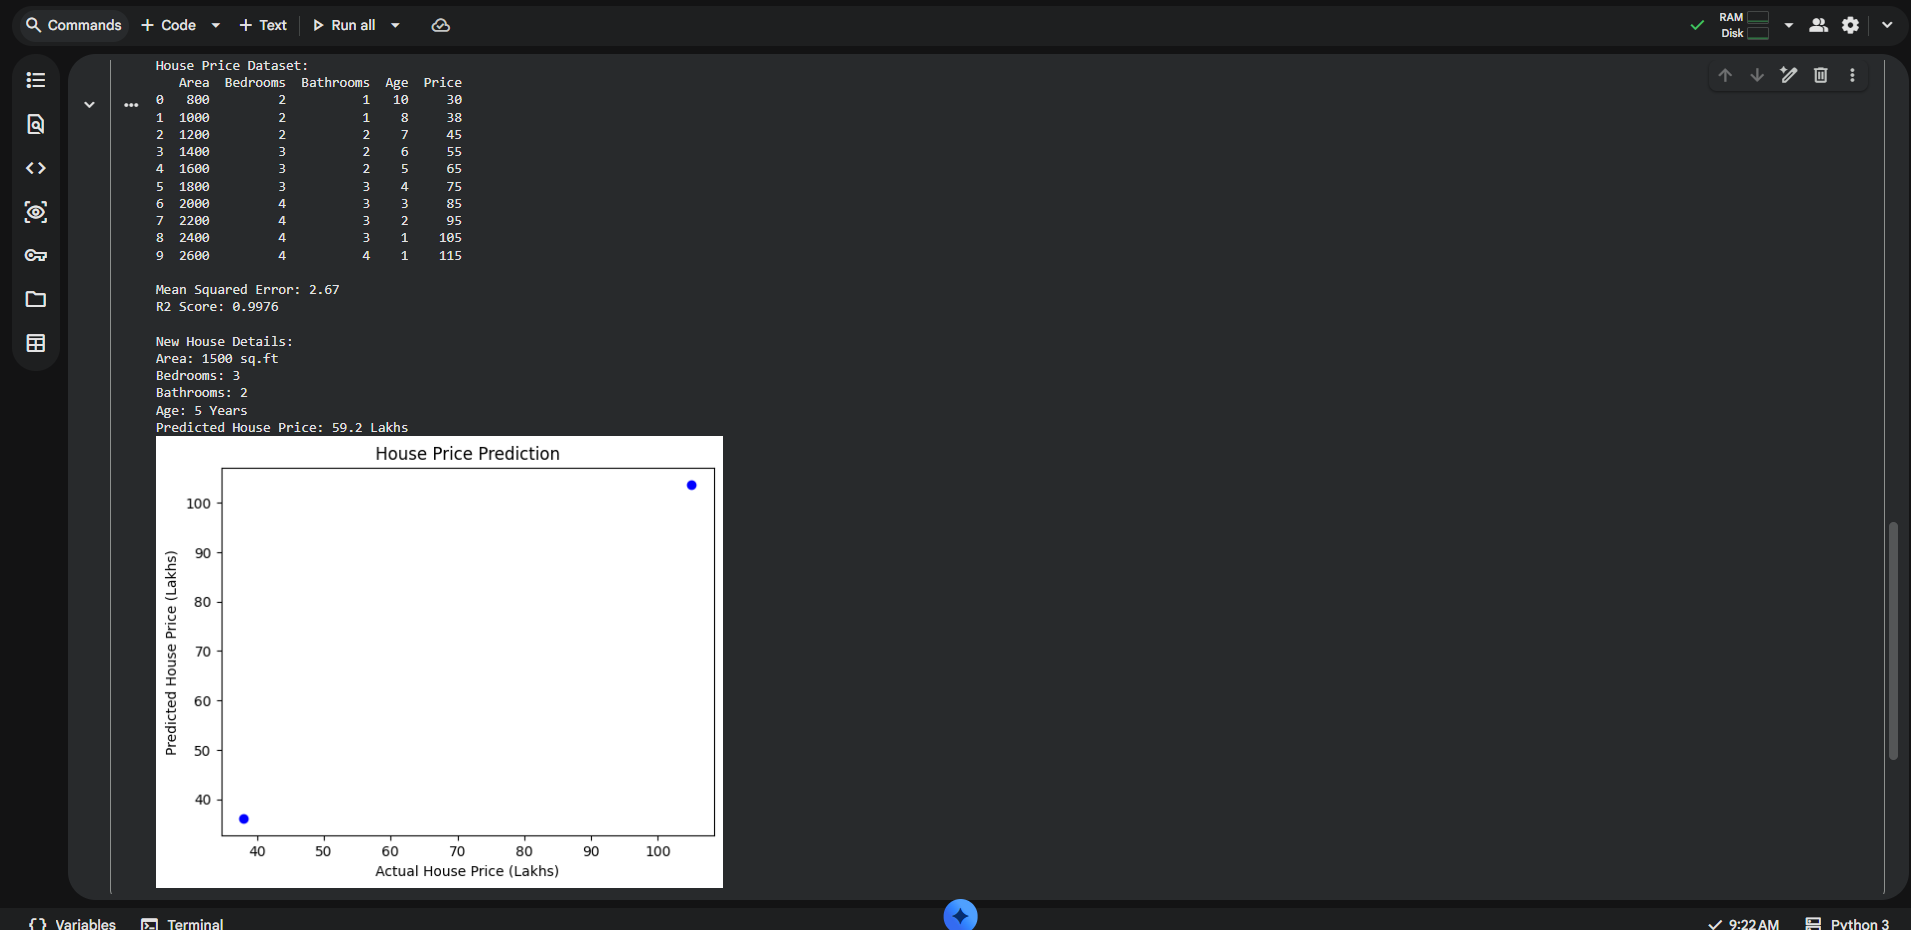 Commands + Code + Text Run all RAM
Disk
House Price Dataset:
Area Bedrooms Bathrooms Age Price
0 800 2 1 10 30
1 1000 2 1 8 38
2 1200 2 2 7 45
3 1400 3 2 6 55
4 1600 3 2 5 65
5 1800 3 3 4 75
6 2000 4 3 3 85
7 2200 4 3 2 95
8 2400 4 3 1 105
9 2600 4 4 1 115
Mean Squared Error: 2.67
R2 Score: 0.9976
New House Details:
Area: 1500 sq.ft
Bedrooms: 3
Bathrooms: 2
Age: 5 Years
Predicted House Price: 59.2 Lakhs
House Price Prediction
Predicted House Price (Lakhs)
100
90
80
70
60
50
40
40 50 60 70 80 90 100
Actual House Price (Lakhs)
{ } Variables Terminal 9:22 AM Python 3